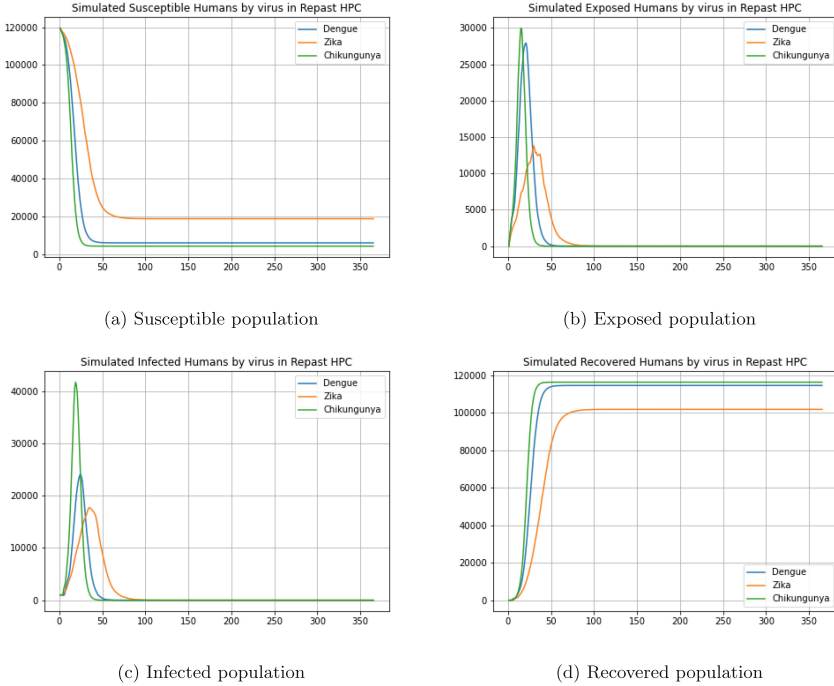 Simulated Susceptible Humans by virus in Repast HPC
120000
100000
80000
60000
40000
20000
0
0 50 100 150 200 250 300 350
Dengue
Zika
Chikungunya
(a) Susceptible population
Simulated Exposed Humans by virus in Repast HPC
30000
25000
20000
15000
10000
5000
0
0 50 100 150 200 250 300 350
Dengue
Zika
Chikungunya
(b) Exposed population
Simulated Infected Humans by virus in Repast HPC
40000
30000
20000
10000
0
0 50 100 150 200 250 300 350
Dengue
Zika
Chikungunya
(c) Infected population
Simulated Recovered Humans by virus in Repast HPC
120000
100000
80000
60000
40000
20000
0
0 50 100 150 200 250 300 350
Dengue
Zika
Chikungunya
(d) Recovered population